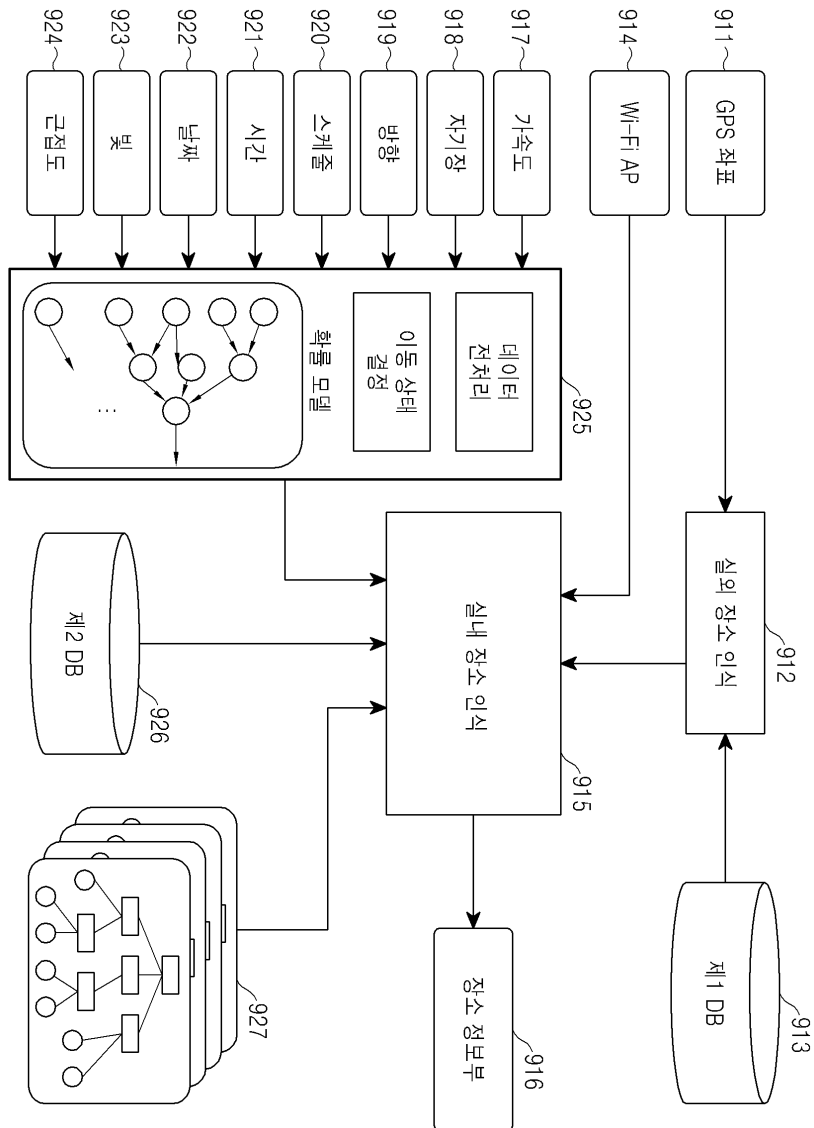 911
GPS 좌표
912
실외 장소 인식
913
제1 DB
914
Wi-Fi AP
915
실내 장소 인식
916
장소 정보부
917
가속도
918
자기장
919
방향
920
스케줄
921
시간
922
날짜
923
빛
924
근접도
925
데이터
전처리
이동 상태
결정
확률 모델
...
제2 DB
926
927